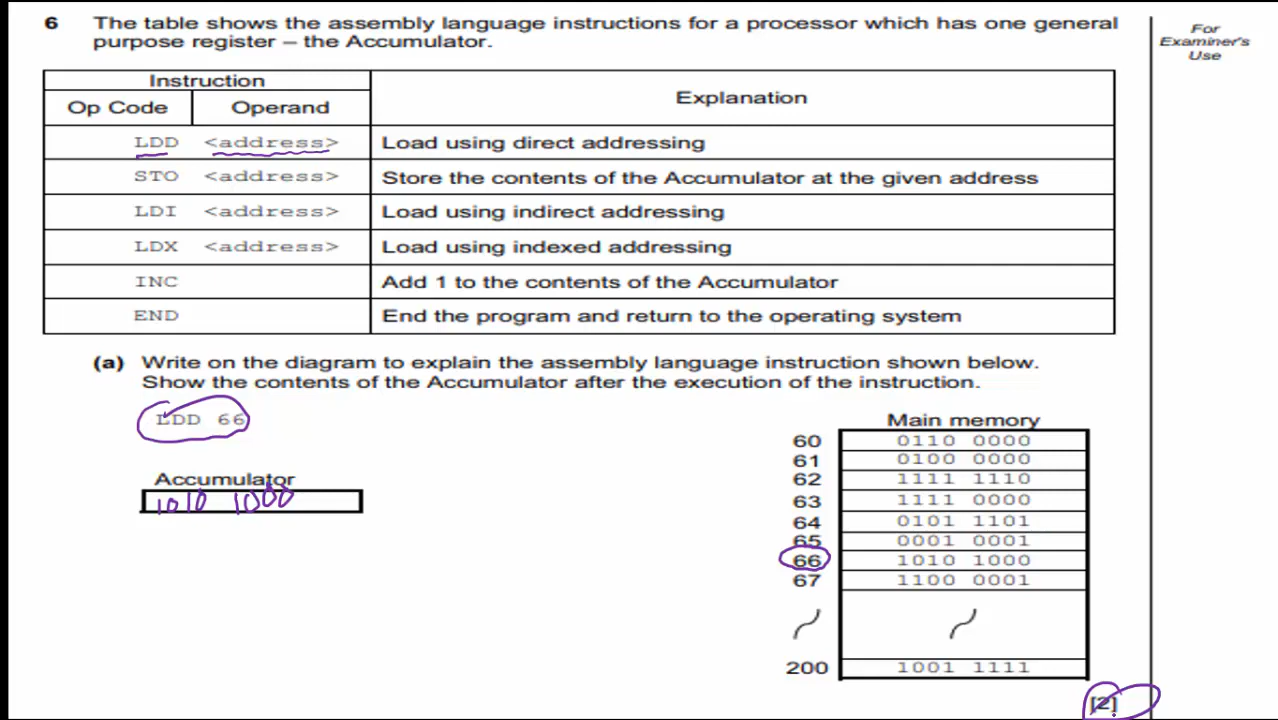 6 The table shows the assembly language instructions for a processor which has one general
purpose register – the Accumulator.
For
Examiner's
Use
Instruction
Op Code Operand Explanation
LDD <address> Load using direct addressing
STO <address> Store the contents of the Accumulator at the given address
LDI <address> Load using indirect addressing
LDX <address> Load using indexed addressing
INC Add 1 to the contents of the Accumulator
END End the program and return to the operating system
(a) Write on the diagram to explain the assembly language instruction shown below.
Show the contents of the Accumulator after the execution of the instruction.
LDD 66
Accumulator
1010 1000
Main memory
60 0110 0000
61 0100 0000
62 1111 1110
63 1111 0000
64 0101 1101
65 0001 0001
66 1010 1000
67 1100 0001
200 1001 1111
[2]